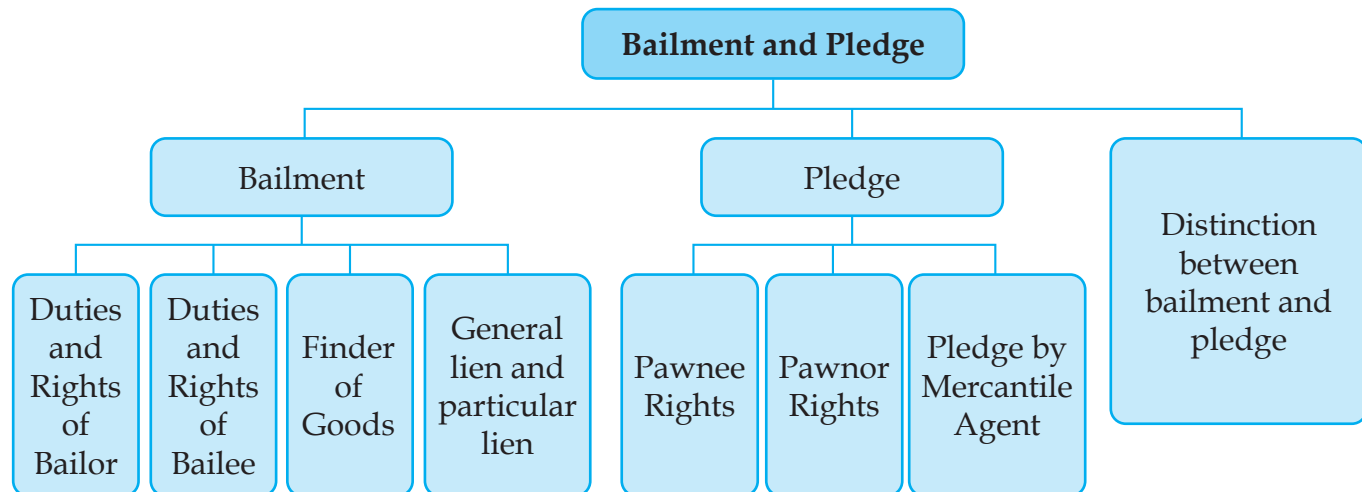 Bailment and Pledge
Bailment
Pledge
Distinction
between
bailment and
pledge
Duties
and
Rights
of
Bailor
Duties
and
Rights
of
Bailee
Finder
of
Goods
General
lien and
particular
lien
Pawnee
Rights
Pawnor
Rights
Pledge by
Mercantile
Agent